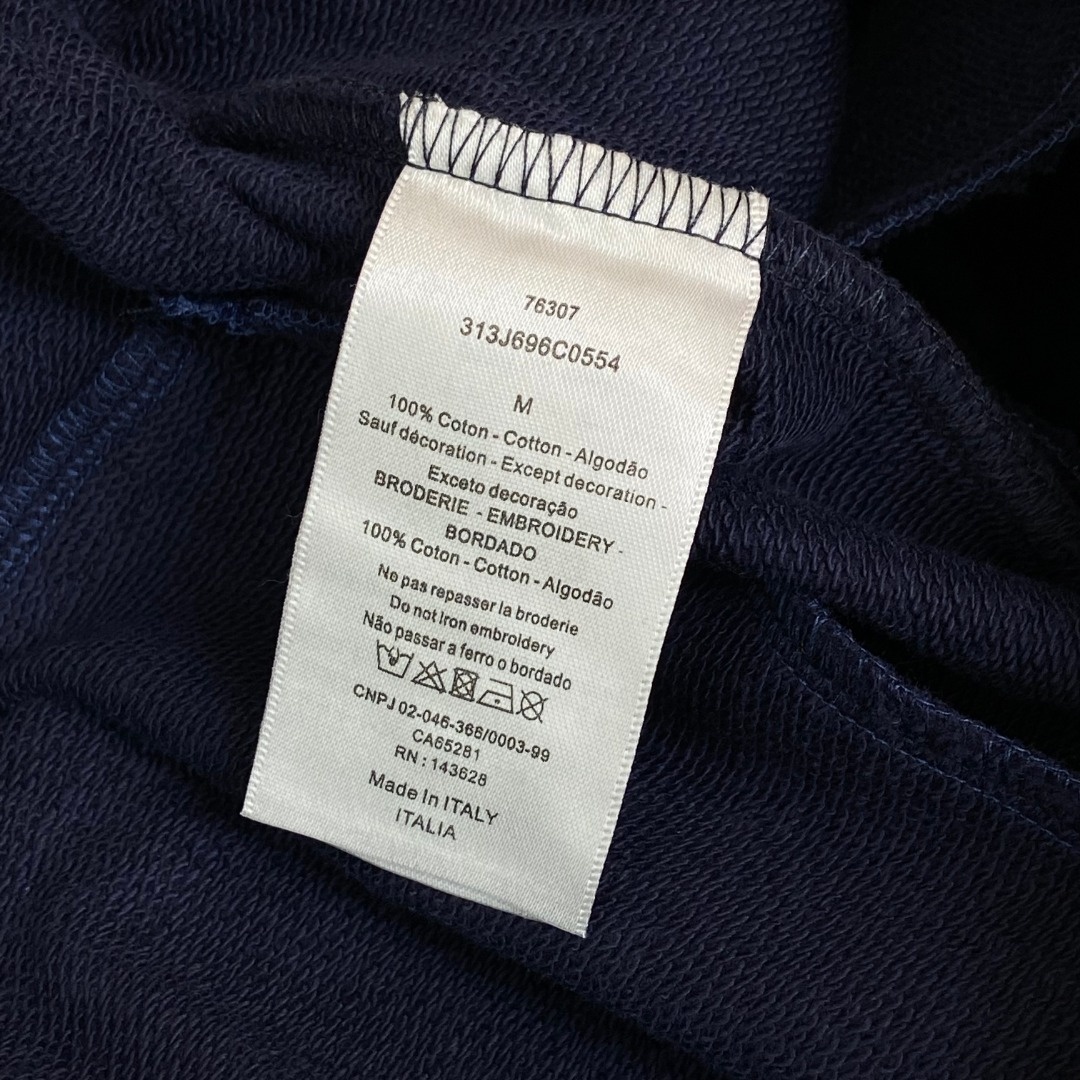 76307
313J696C0554
M
100% Coton - Cotton - Algodão
Sauf décoration - Except decoration -
Exceto decoração
BRODERIE - EMBROIDERY -
BORDADO
100% Coton - Cotton - Algodão
Ne pas repasser la broderie
Do not iron embroidery
Não passar a ferro o bordado
CNPJ 02-046-366/0003-99
CA65281
RN : 143628
Made In ITALY
ITALIA